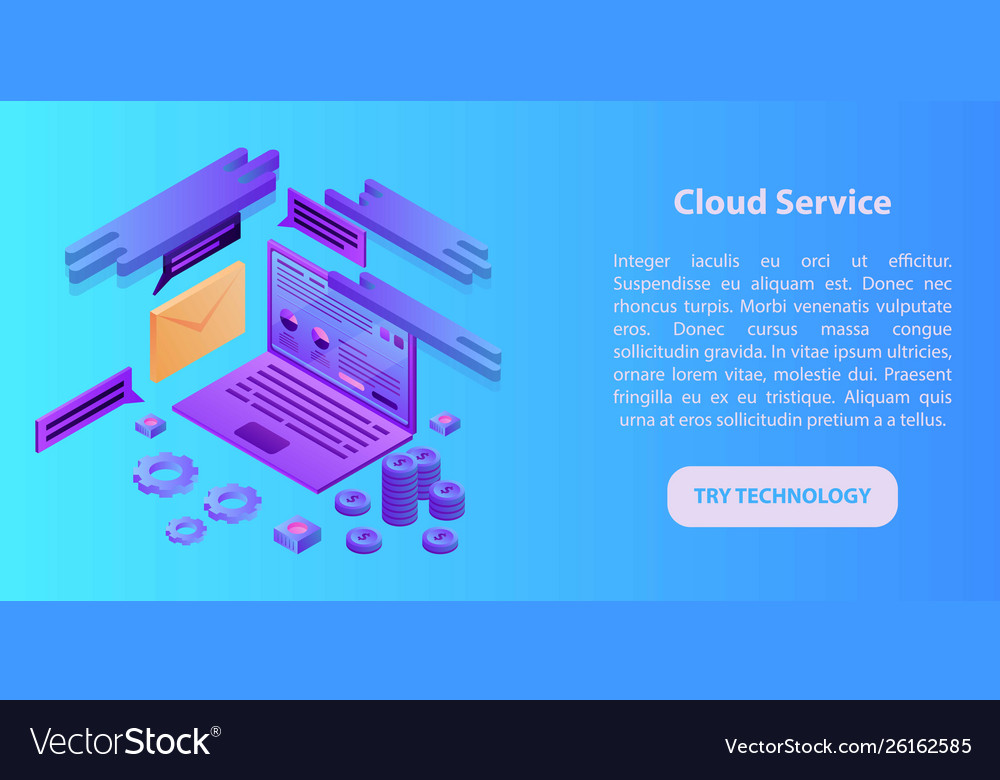 Cloud Service
Integer iaculis eu orci ut efficitur.
Suspendisse eu aliquam est. Donec nec
rhoncus turpis. Morbi venenatis vulputate
eros. Donec cursus massa congue
sollicitudin gravida. In vitae ipsum ultricies,
ornare lorem vitae, molestie dui. Praesent
fringilla eu ex eu tristique. Aliquam quis
urna at eros sollicitudin pretium a a tellus.
TRY TECHNOLOGY
$
$
$
$
$
$
VectorStock®
VectorStock.com/26162585